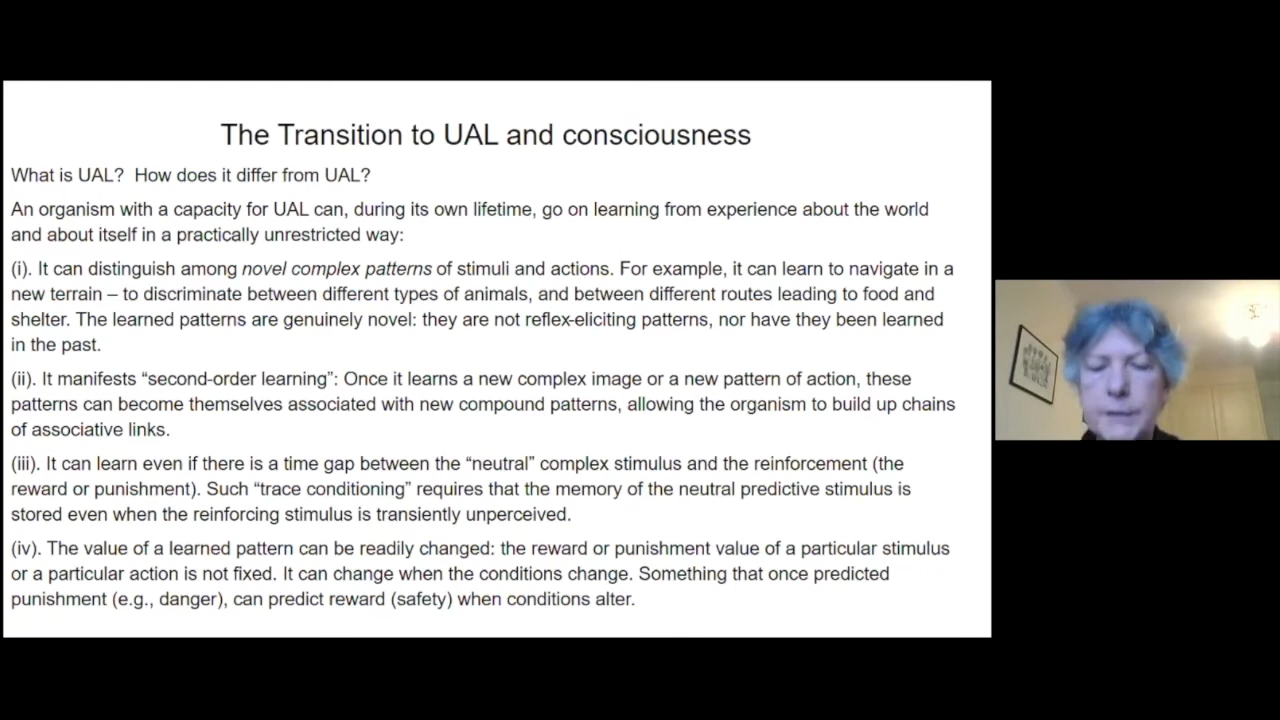 The Transition to UAL and consciousness
What is UAL? How does it differ from UAL?
An organism with a capacity for UAL can, during its own lifetime, go on learning from experience about the world
and about itself in a practically unrestricted way:
(i). It can distinguish among novel complex patterns of stimuli and actions. For example, it can learn to navigate in a
new terrain – to discriminate between different types of animals, and between different routes leading to food and
shelter. The learned patterns are genuinely novel: they are not reflex-eliciting patterns, nor have they been learned
in the past.
(ii). It manifests “second-order learning”: Once it learns a new complex image or a new pattern of action, these
patterns can become themselves associated with new compound patterns, allowing the organism to build up chains
of associative links.
(iii). It can learn even if there is a time gap between the “neutral” complex stimulus and the reinforcement (the
reward or punishment). Such “trace conditioning” requires that the memory of the neutral predictive stimulus is
stored even when the reinforcing stimulus is transiently unperceived.
(iv). The value of a learned pattern can be readily changed: the reward or punishment value of a particular stimulus
or a particular action is not fixed. It can change when the conditions change. Something that once predicted
punishment (e.g., danger), can predict reward (safety) when conditions alter.